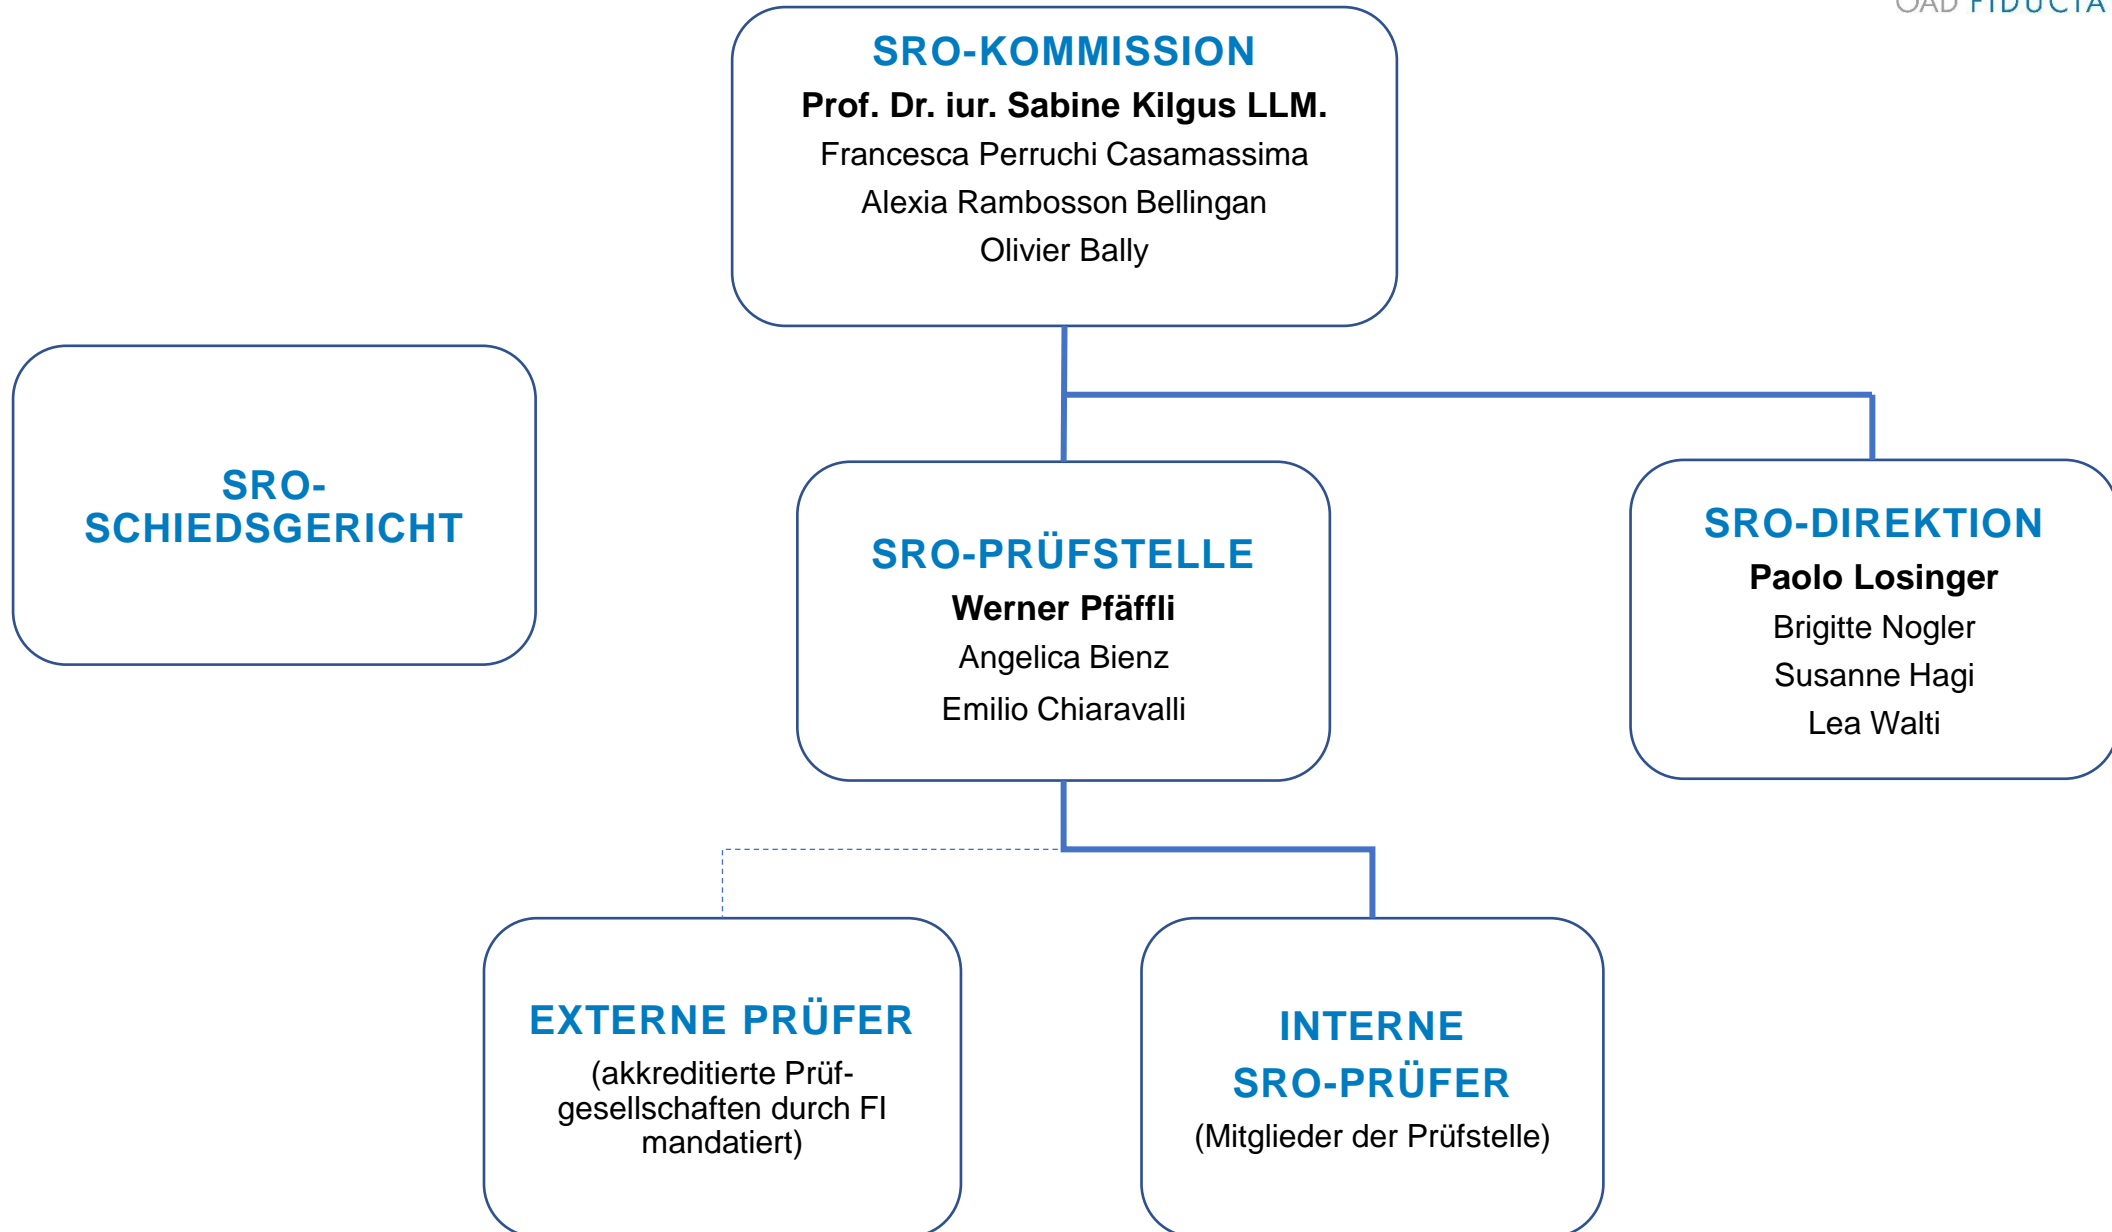 OAD FIDUCIA
SRO-KOMMISSION
Prof. Dr. iur. Sabine Kilgus LLM.
Francesca Perruchi Casamassima
Alexia Rambosson Bellingan
Olivier Bally
SRO-
SCHIEDSGERICHT
SRO-PRÜFSTELLE
Werner Pfäffli
Angelica Bienz
Emilio Chiaravalli
SRO-DIREKTION
Paolo Losinger
Brigitte Nogler
Susanne Hagi
Lea Walti
EXTERNE PRÜFER
(akkreditierte Prüf-
gesellschaften durch FI
mandatiert)
INTERNE
SRO-PRÜFER
(Mitglieder der Prüfstelle)